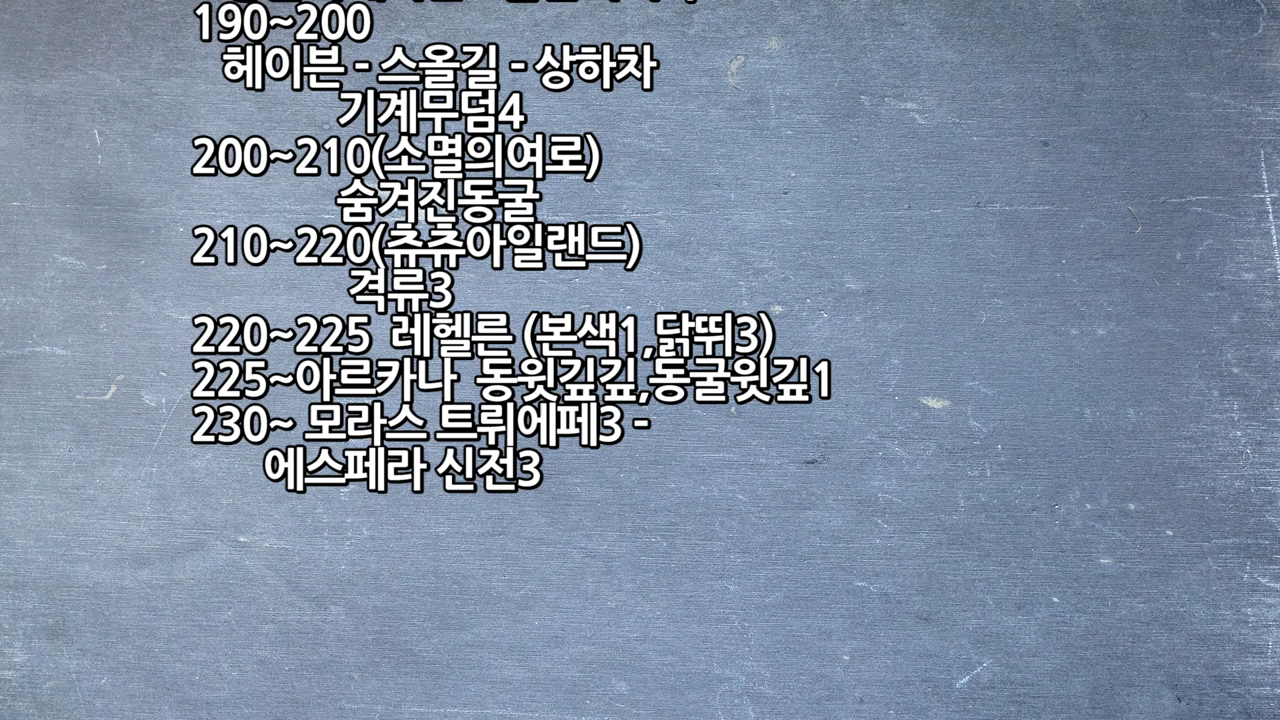 190~200
헤이븐 - 스올길 - 상하차
기계무덤4
200~210(소멸의여로)
숨겨진동굴
210~220(츄츄아일랜드)
격류3
220~225 레헬른 (본색1,닭뛰3)
225~아르카나 동윗깊깊,동굴윗깊1
230~ 모라스 트뤼에페3 -
에스페라 신전3